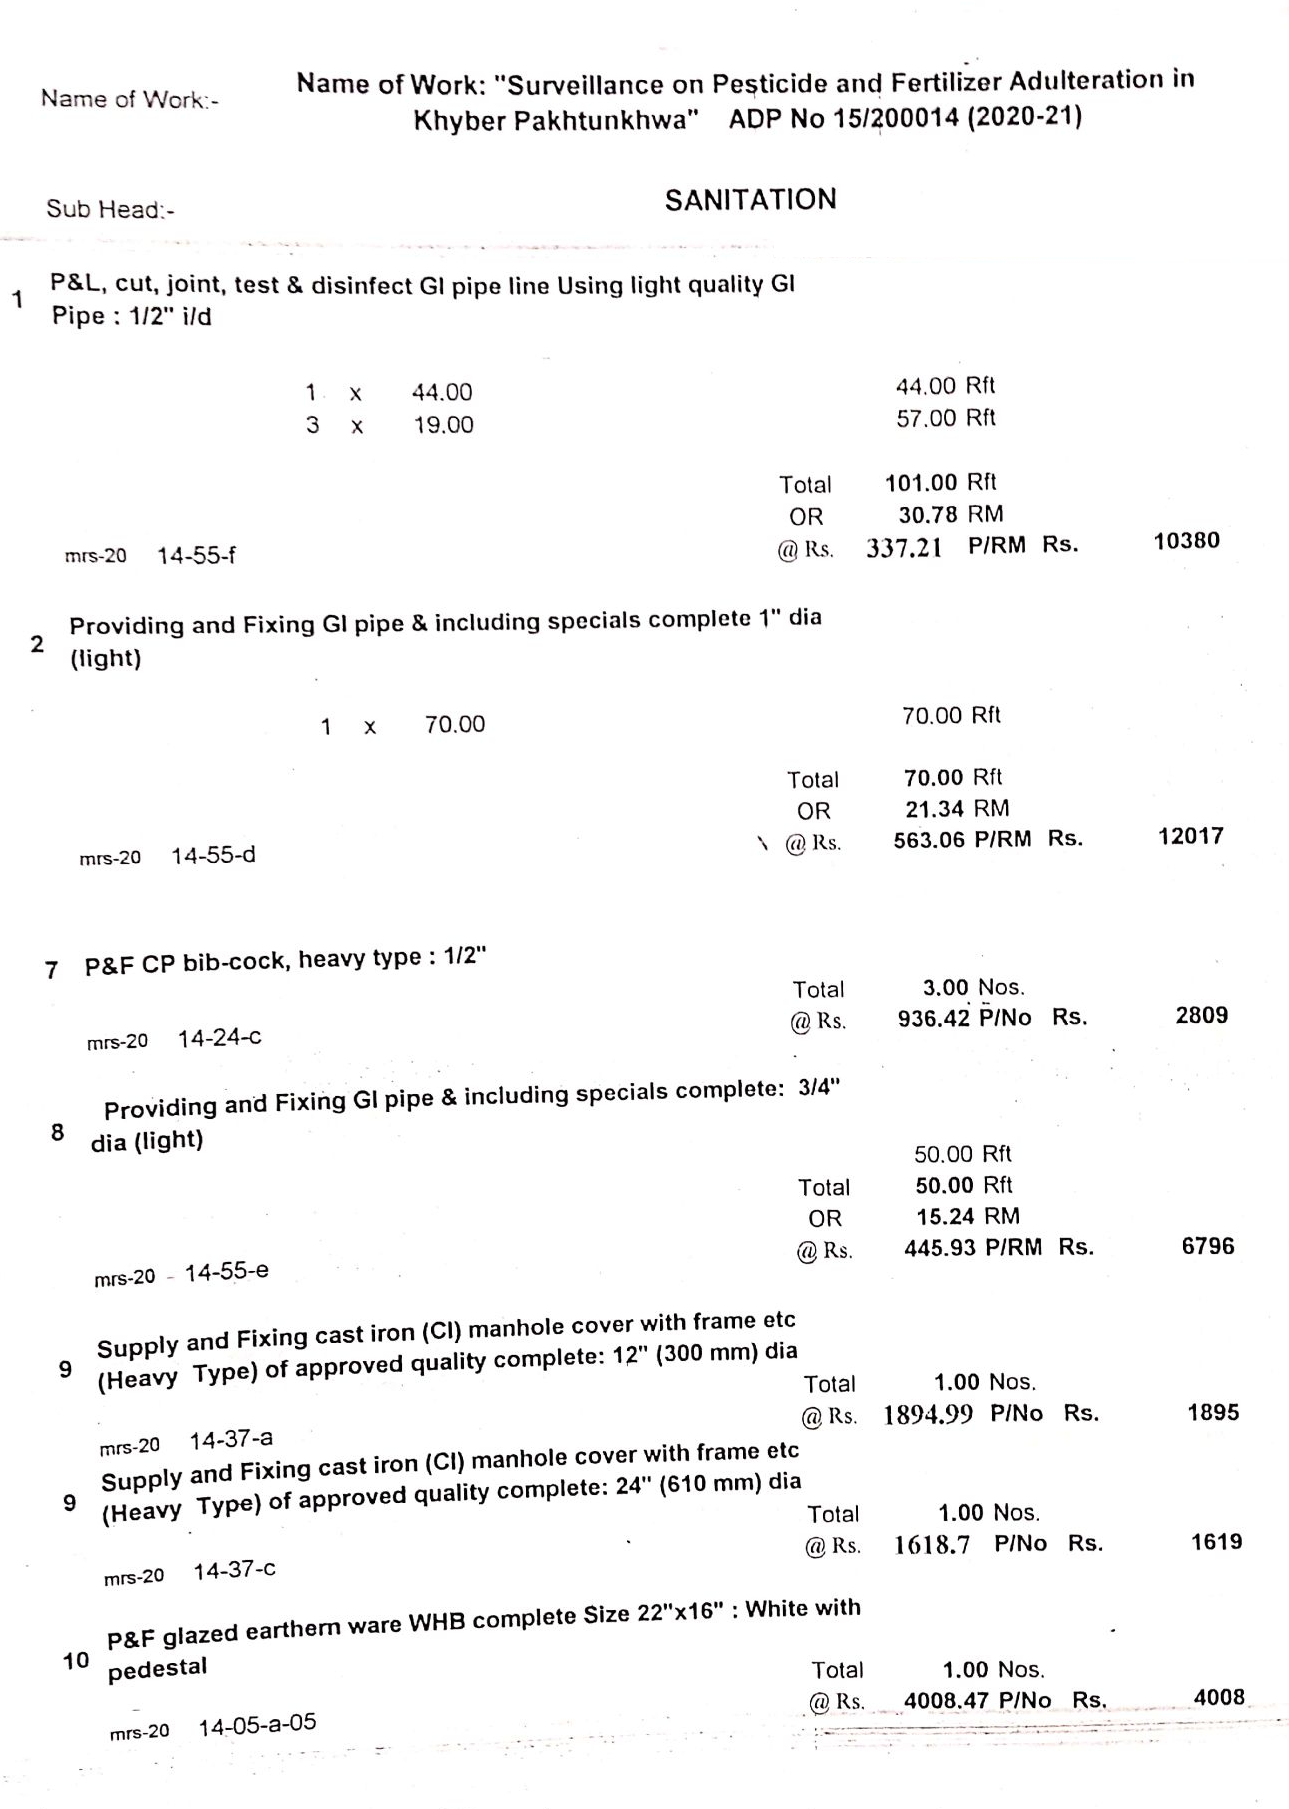 Name of Work:- Name of Work: "Surveillance on Pesticide and Fertilizer Adulteration in
Khyber Pakhtunkhwa" ADP No 15/200014 (2020-21)
Sub Head:- SANITATION
1 P&L, cut, joint, test & disinfect GI pipe line Using light quality GI
Pipe : 1/2" i/d
1 x 44.00 44.00 Rft
3 x 19.00 57.00 Rft
Total 101.00 Rft
OR 30.78 RM
mrs-20 14-55-f @ Rs. 337.21 P/RM Rs. 10380
2 Providing and Fixing GI pipe & including specials complete 1" dia
(light)
1 x 70.00 70.00 Rft
Total 70.00 Rft
OR 21.34 RM
mrs-20 14-55-d @ Rs. 563.06 P/RM Rs. 12017
7 P&F CP bib-cock, heavy type : 1/2"
Total 3.00 Nos.
mrs-20 14-24-c @ Rs. 936.42 P/No Rs. 2809
Providing and Fixing GI pipe & including specials complete: 3/4"
8 dia (light)
50.00 Rft
Total 50.00 Rft
OR 15.24 RM
mrs-20 - 14-55-e @ Rs. 445.93 P/RM Rs. 6796
Supply and Fixing cast iron (CI) manhole cover with frame etc
9 (Heavy Type) of approved quality complete: 12" (300 mm) dia
Total 1.00 Nos.
mrs-20 14-37-a @ Rs. 1894.99 P/No Rs. 1895
Supply and Fixing cast iron (CI) manhole cover with frame etc
9 (Heavy Type) of approved quality complete: 24" (610 mm) dia
Total 1.00 Nos.
mrs-20 14-37-c @ Rs. 1618.7 P/No Rs. 1619
P&F glazed earthern ware WHB complete Size 22"x16" : White with
10 pedestal
Total 1.00 Nos.
mrs-20 14-05-a-05 @ Rs. 4008.47 P/No Rs. 4008